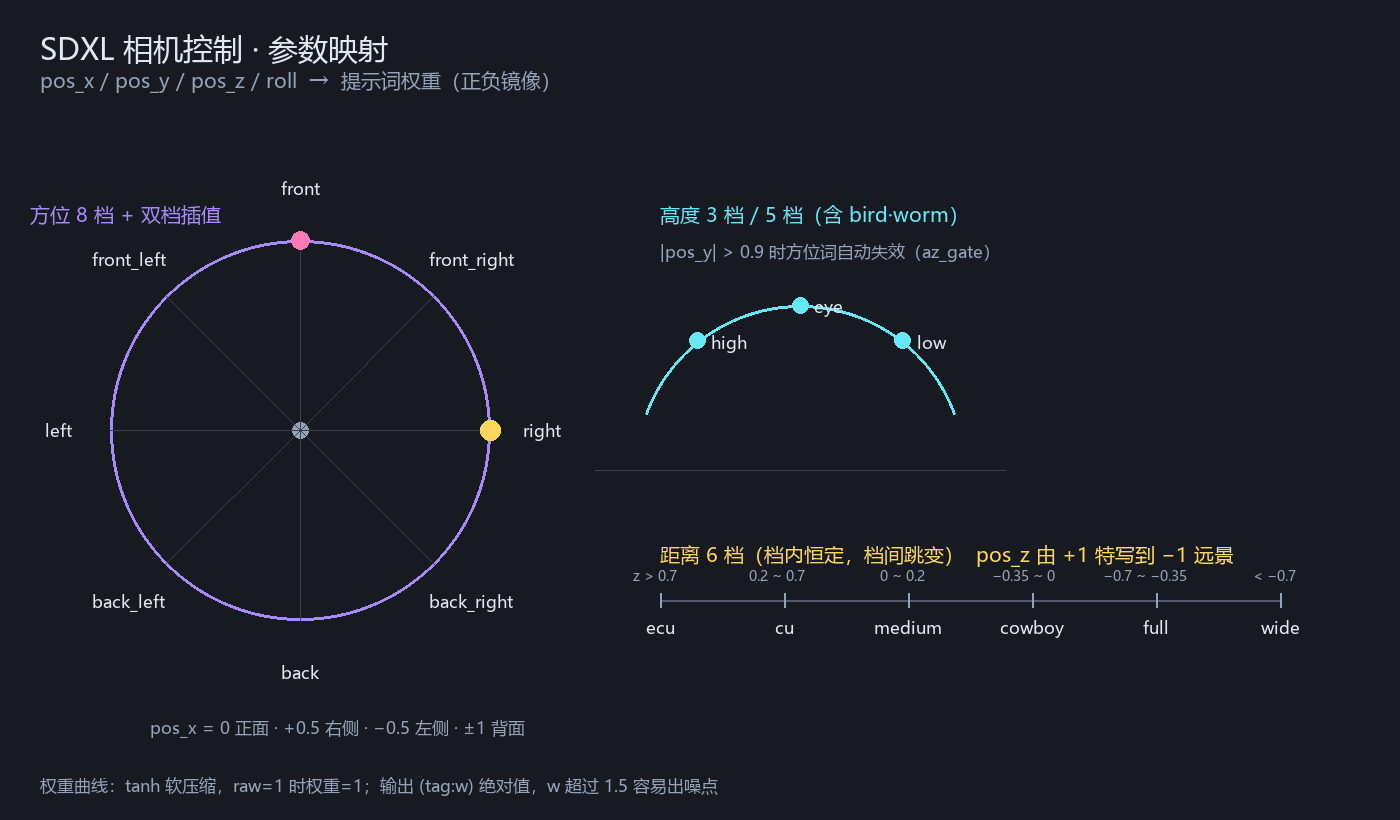 SDXL 相机控制 · 参数映射
pos_x / pos_y / pos_z / roll → 提示词权重（正负镜像）
方位 8 档 + 双档插值
front
front_left
front_right
left
right
back_left
back_right
back
pos_x = 0 正面 · +0.5 右侧 · −0.5 左侧 · ±1 背面
高度 3 档 / 5 档（含 bird·worm）
|pos_y| > 0.9 时方位词自动失效（az_gate）
eye
high
low
距离 6 档（档内恒定，档间跳变） pos_z 由 +1 特写到 −1 远景
z > 0.7
0.2 ~ 0.7
0 ~ 0.2
−0.35 ~ 0
−0.7 ~ −0.35
< −0.7
ecu
cu
medium
cowboy
full
wide
权重曲线：tanh 软压缩，raw=1 时权重=1；输出 (tag:w) 绝对值，w 超过 1.5 容易出噪点